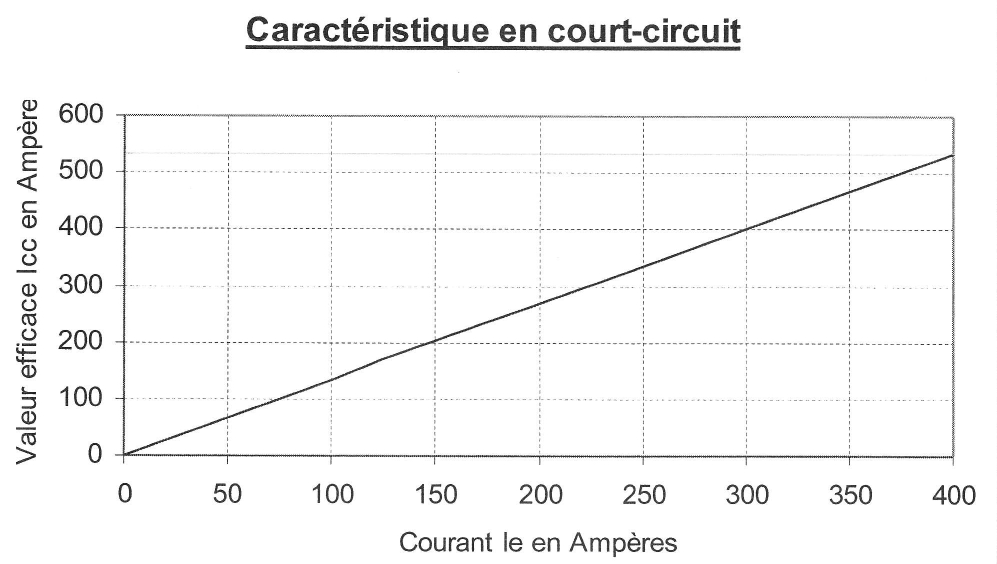 Caractéristique en court-circuit
Valeur efficace Icc en Ampère
600
500
400
300
200
100
0
0 50 100 150 200 250 300 350 400
Courant Ie en Ampères